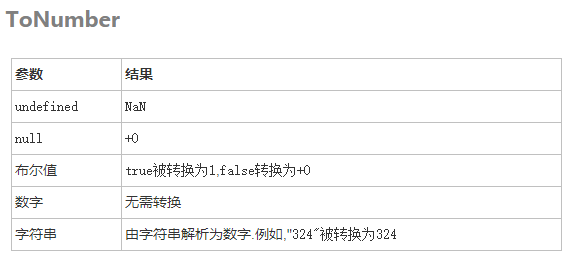 ToNumber
参数 结果
undefined NaN
null +0
布尔值 true被转换为1,false转换为+0
数字 无需转换
字符串 由字符串解析为数字.例如,"324"被转换为324